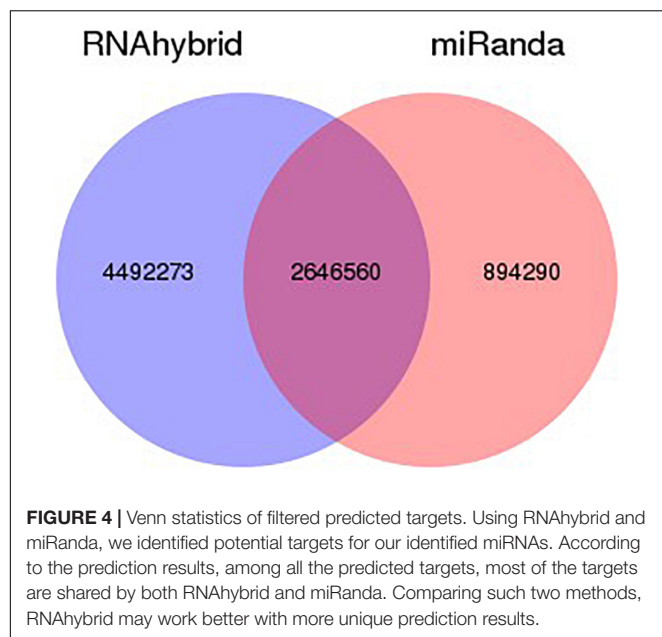 RNAhybrid miRanda
4492273 2646560 894290
FIGURE 4 | Venn statistics of filtered predicted targets. Using RNAhybrid and
miRanda, we identified potential targets for our identified miRNAs. According
to the prediction results, among all the predicted targets, most of the targets
are shared by both RNAhybrid and miRanda. Comparing such two methods,
RNAhybrid may work better with more unique prediction results.